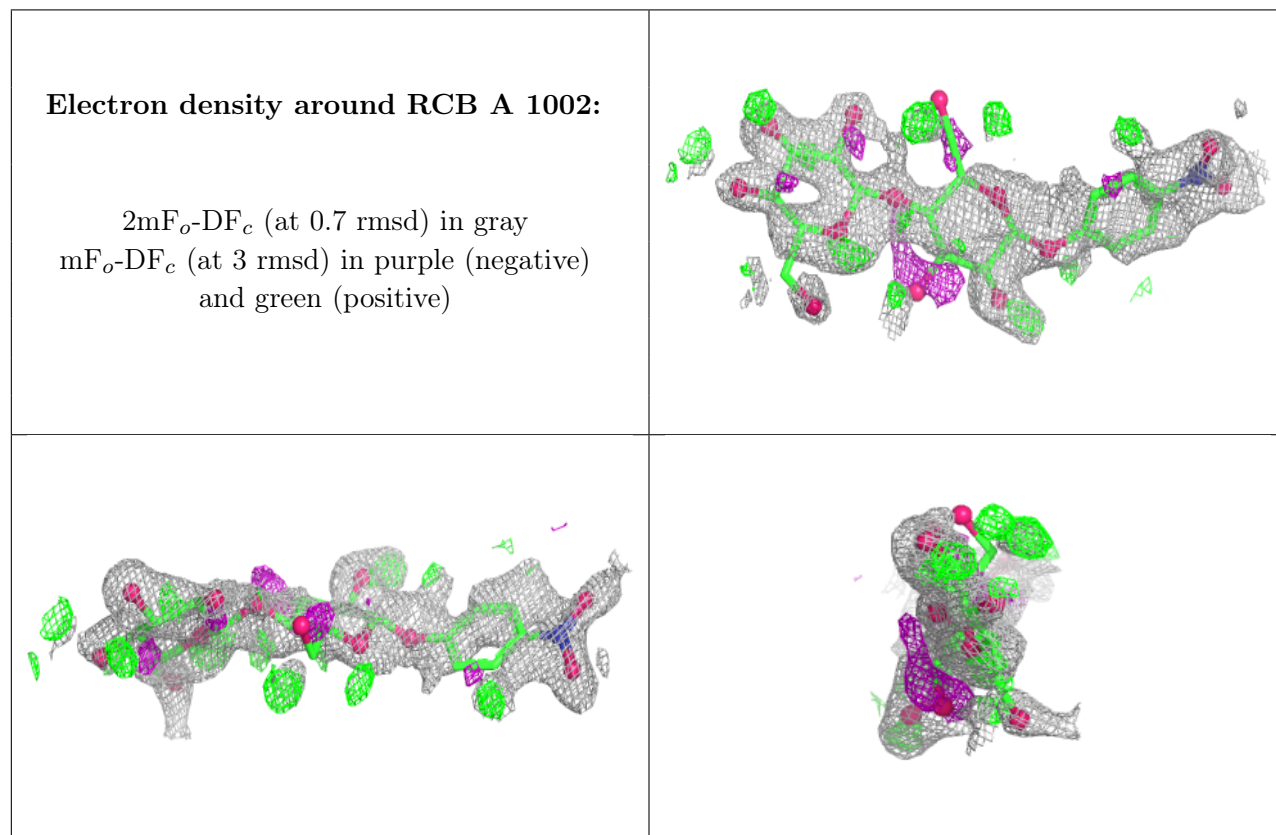 Electron density around RCB A 1002:
2mFₒ-DF𝒸 (at 0.7 rmsd) in gray
mFₒ-DF𝒸 (at 3 rmsd) in purple (negative)
and green (positive)